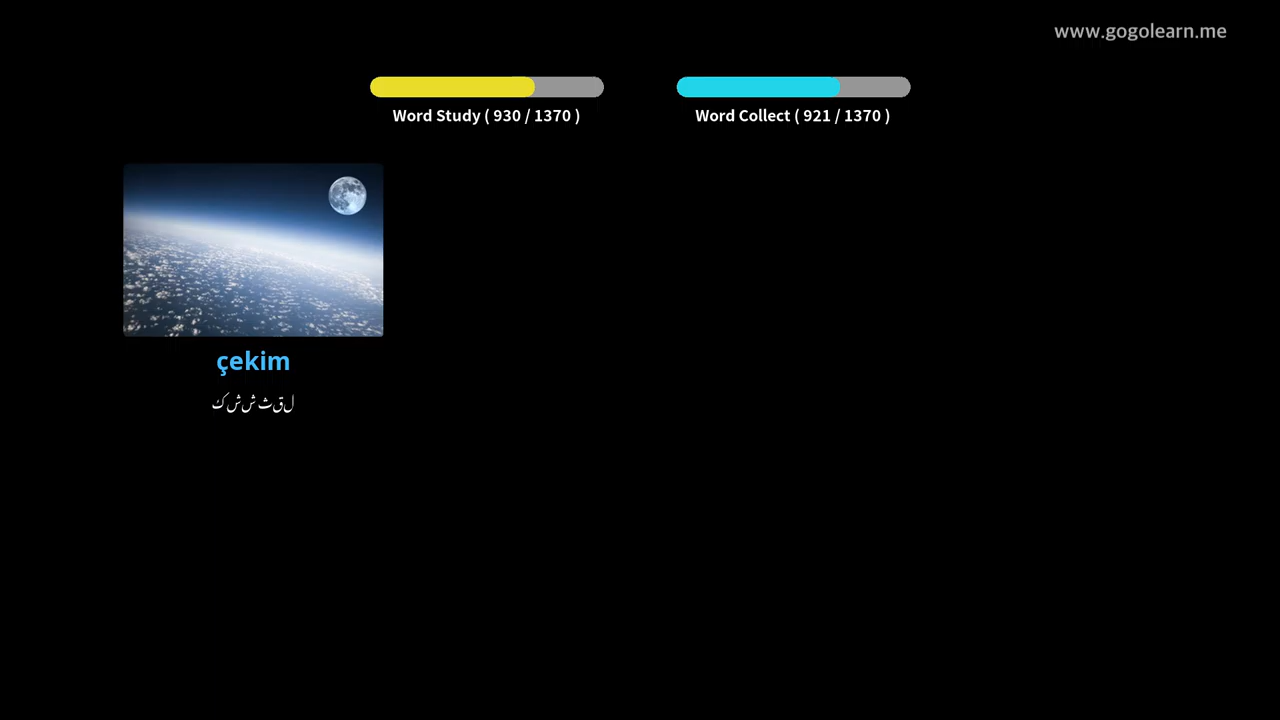 www.gogolearn.me
Word Study ( 930 / 1370 )
Word Collect ( 921 / 1370 )
çekim
ل ق ث ش ش ک